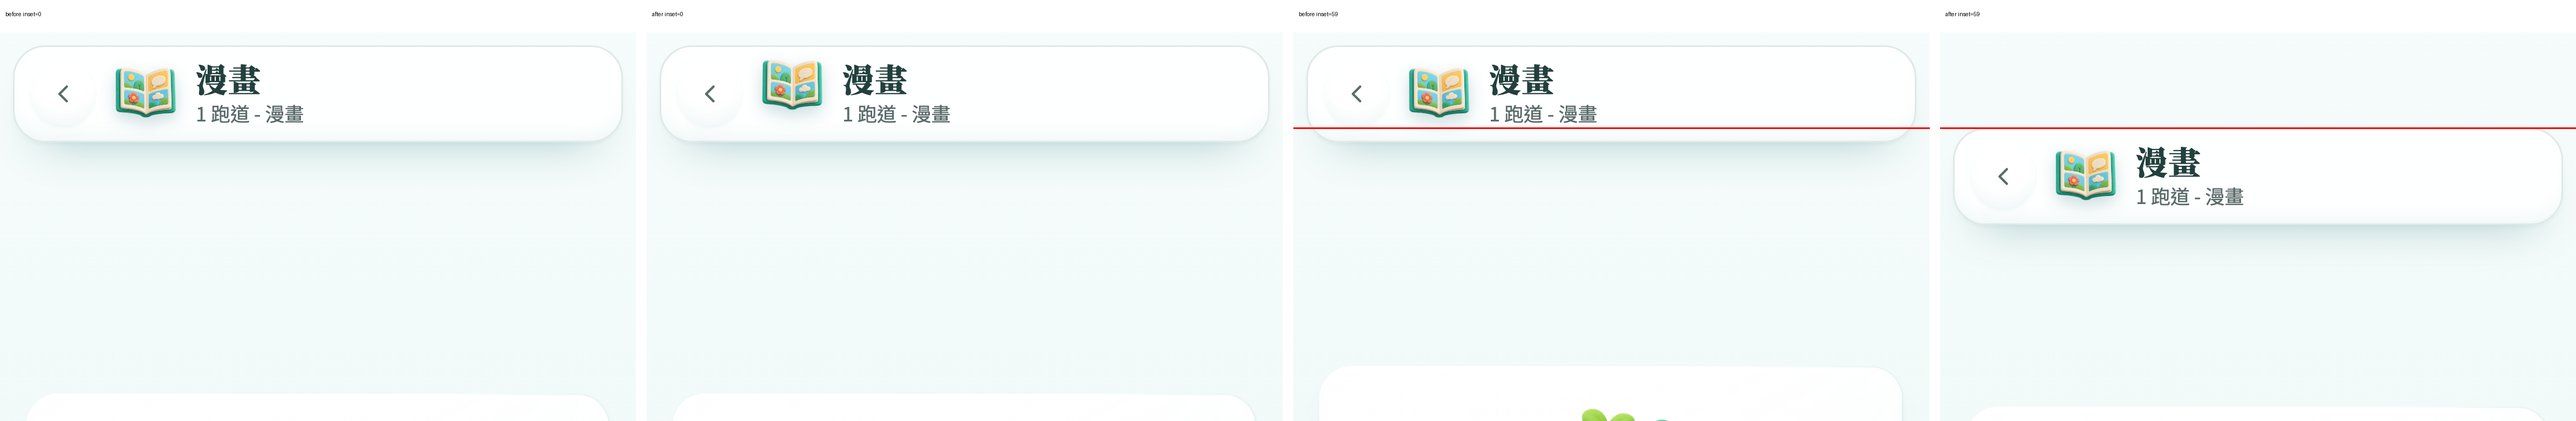 before inset=0
漫畫
1 跑道 - 漫畫
after inset=0
漫畫
1 跑道 - 漫畫
before inset=59
漫畫
1 跑道 - 漫畫
after inset=59
漫畫
1 跑道 - 漫畫